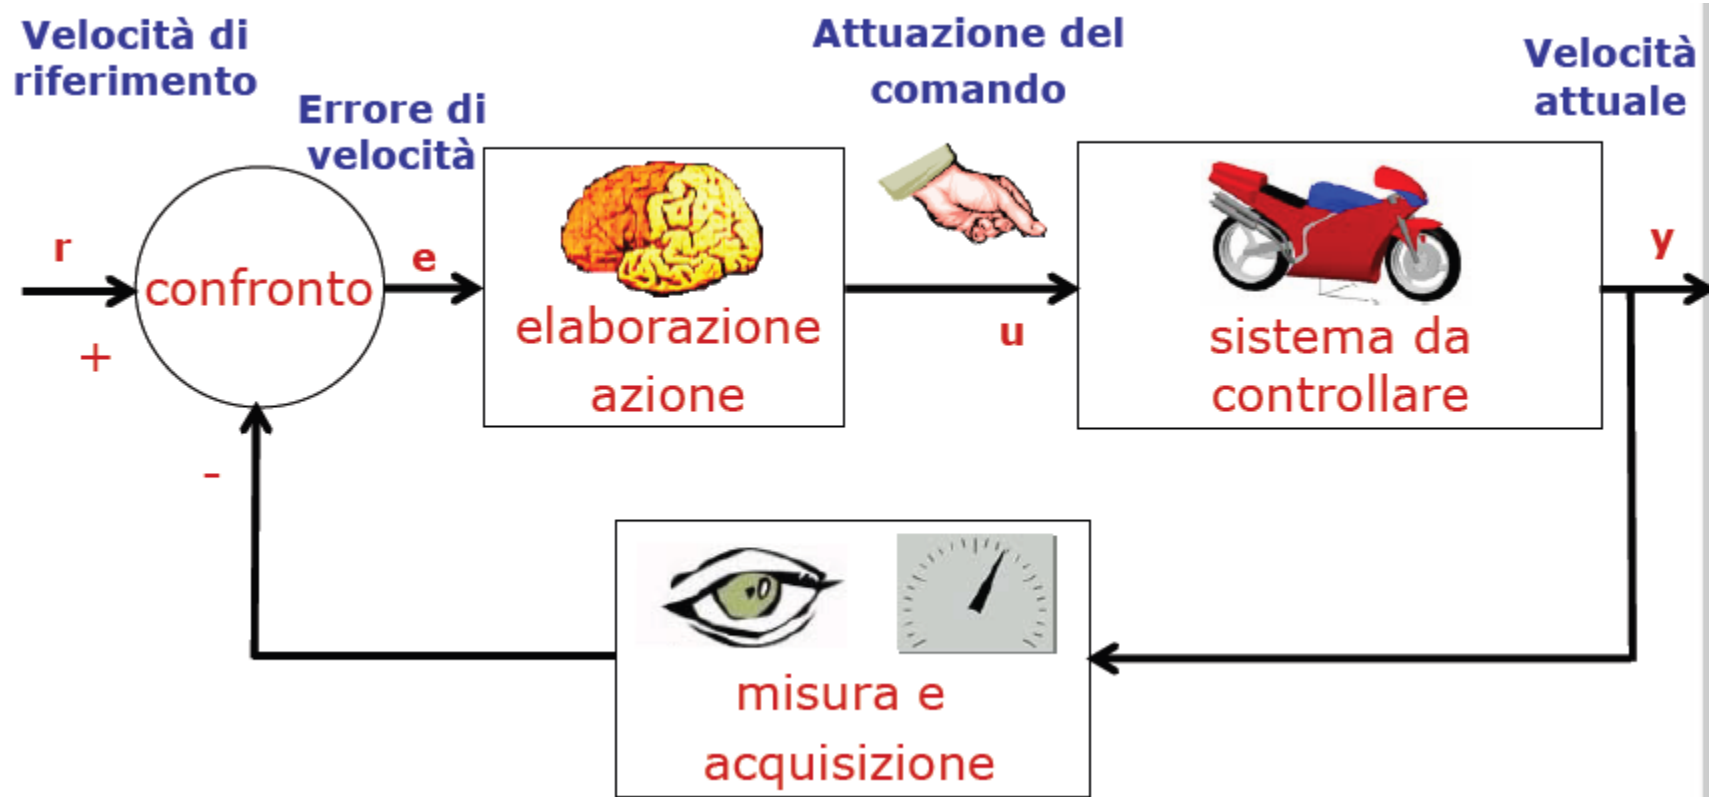 Velocità di
riferimento
Errore di
velocità
Attuazione del
comando
Velocità
attuale
r
+
confronto
e
elaborazione
azione
u
sistema da
controllare
y
-
misura e
acquisizione